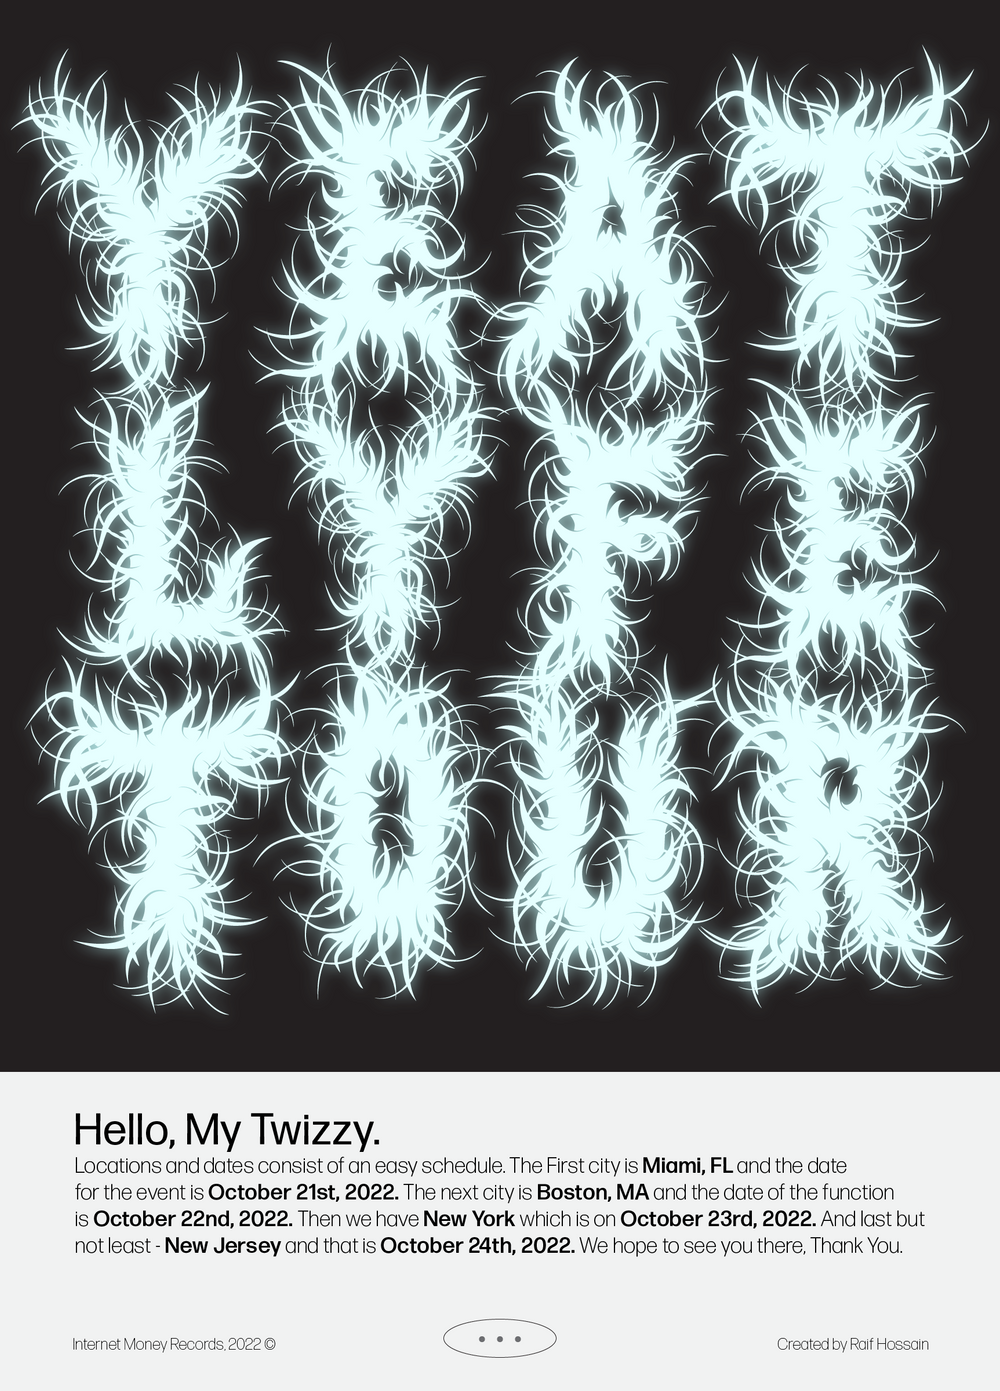 YEAT
LYFE
TOUR
Hello, My Twizzy.
Locations and dates consist of an easy schedule. The First city is Miami, FL and the date
for the event is October 21st, 2022. The next city is Boston, MA and the date of the function
is October 22nd, 2022. Then we have New York which is on October 23rd, 2022. And last but
not least - New Jersey and that is October 24th, 2022. We hope to see you there, Thank You.
Internet Money Records, 2022 ©
Created by Raif Hossain